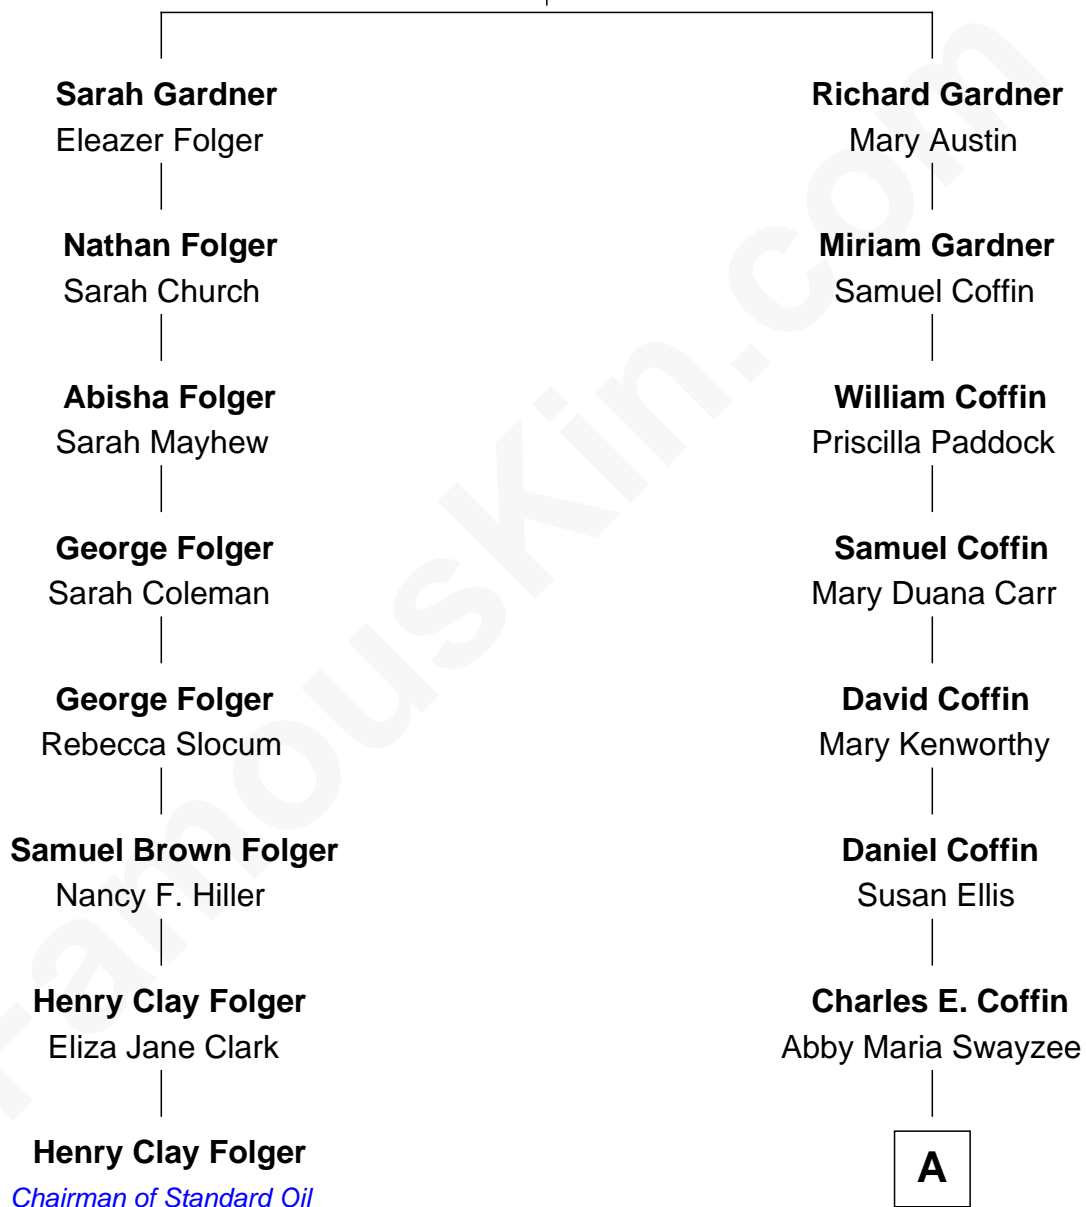 Sarah Gardner
Eleazer Folger
Nathan Folger
Sarah Church
Abisha Folger
Sarah Mayhew
George Folger
Sarah Coleman
George Folger
Rebecca Slocum
Samuel Brown Folger
Nancy F. Hiller
Henry Clay Folger
Eliza Jane Clark
Henry Clay Folger
Chairman of Standard Oil
Richard Gardner
Mary Austin
Miriam Gardner
Samuel Coffin
William Coffin
Priscilla Paddock
Samuel Coffin
Mary Duana Carr
David Coffin
Mary Kenworthy
Daniel Coffin
Susan Ellis
Charles E. Coffin
Abby Maria Swayzee
A
FamousKin.com